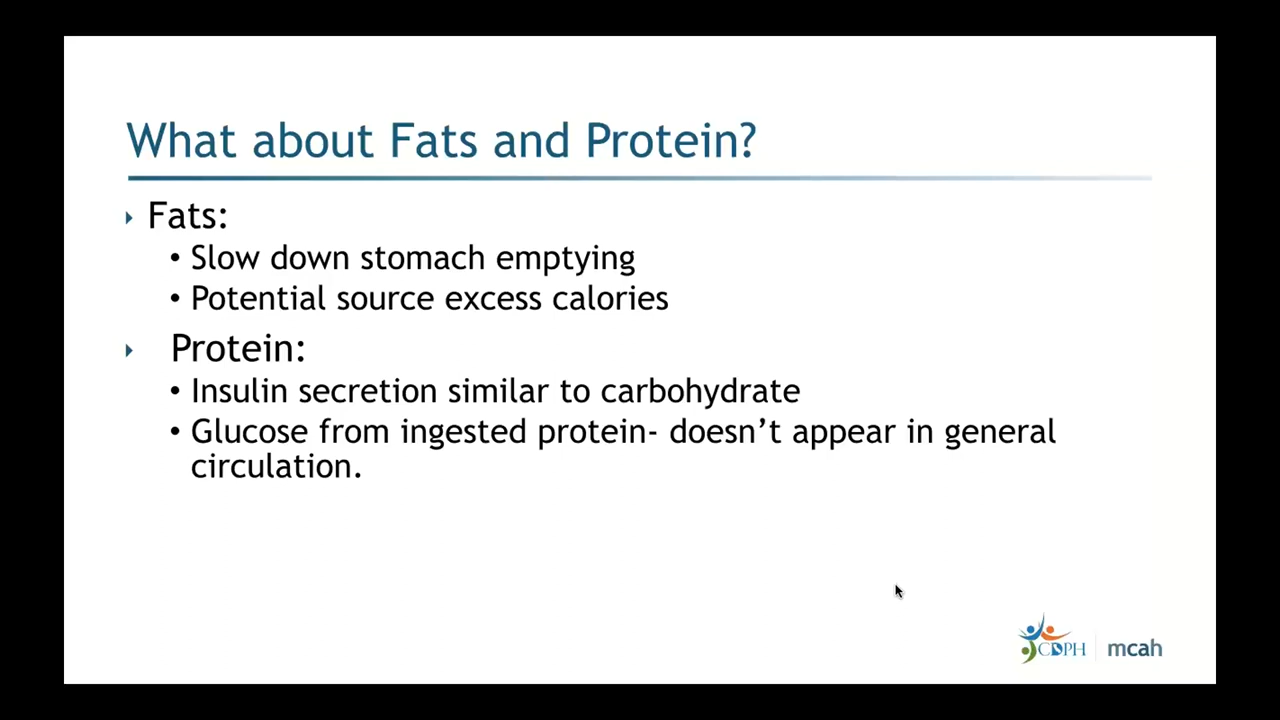 What about Fats and Protein?
Fats:
• Slow down stomach emptying
• Potential source excess calories
Protein:
• Insulin secretion similar to carbohydrate
• Glucose from ingested protein- doesn't appear in general
circulation.
CDPH
mcah